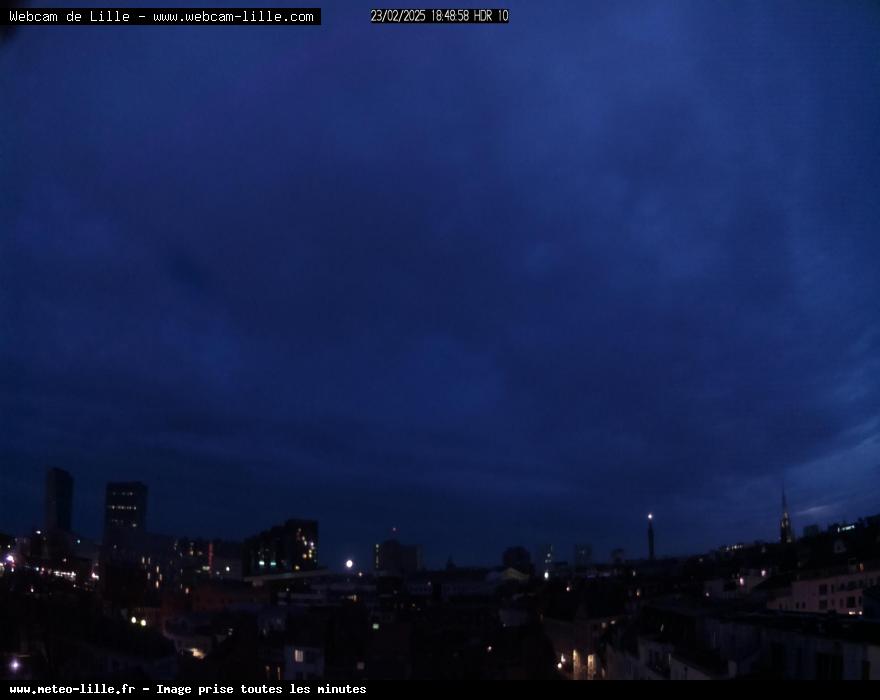 Webcam de Lille - www.webcam-lille.com
23/02/2025 18:48:58 HDR 10
www.meteo-lille.fr - Image prise toutes les minutes